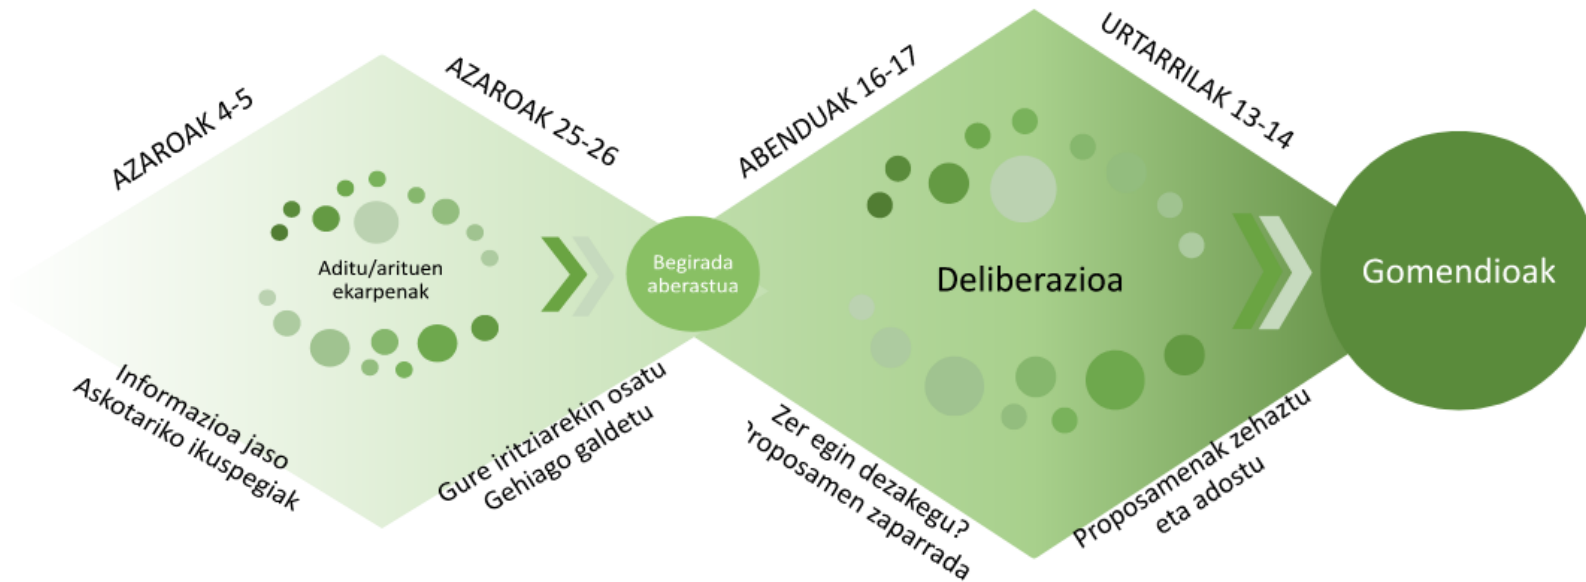 AZAROAK 4-5
AZAROAK 25-26
ABENDUAK 16-17
URTARRILAK 13-14
Aditu/arituen
ekarpenak
Begirada
aberastua
Deliberazioa
Gomendioak
Informazioa jaso
Askotariko ikuspegiak
Gure iritziarekin osatu
Gehiago galdetu
Zer egin dezakegu?
Proposamen zaparrada
Proposamenak zehaztu
eta adostu